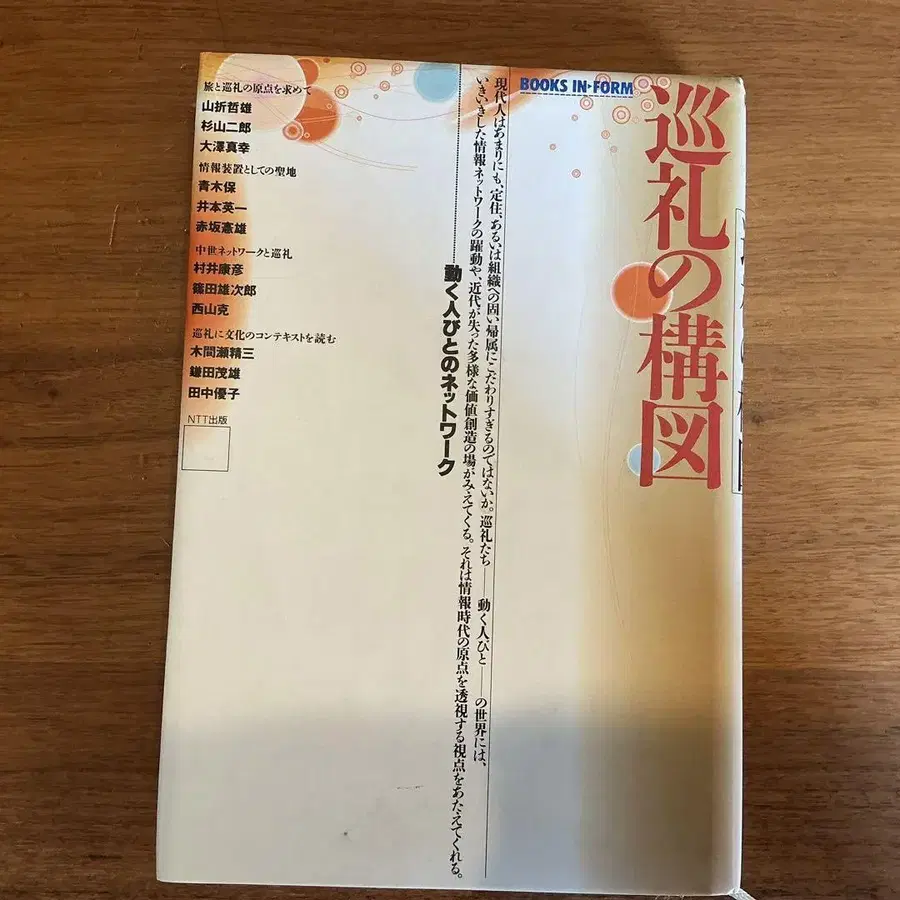 BOOKS IN・FORM
巡礼の構図
現代人はあまりにも、定住、あるいは組織への固い帰属にこだわりすぎるのではないか。巡礼たち――動く人びと――の世界には、
いきいきした情報ネットワークの躍動や、近代が失った多様な価値創造の場がみえてくる。それは情報時代の原点を透視する視点をあたえてくれる。
動く人びとのネットワーク
旅と巡礼の原点を求めて
山折哲雄
杉山二郎
大澤真幸
情報装置としての聖地
青木保
井本英一
赤坂憲雄
中世ネットワークと巡礼
村井康彦
篠田雄次郎
西山克
巡礼に文化のコンテキストを読む
木間瀬精三
鎌田茂雄
田中優子
NTT出版